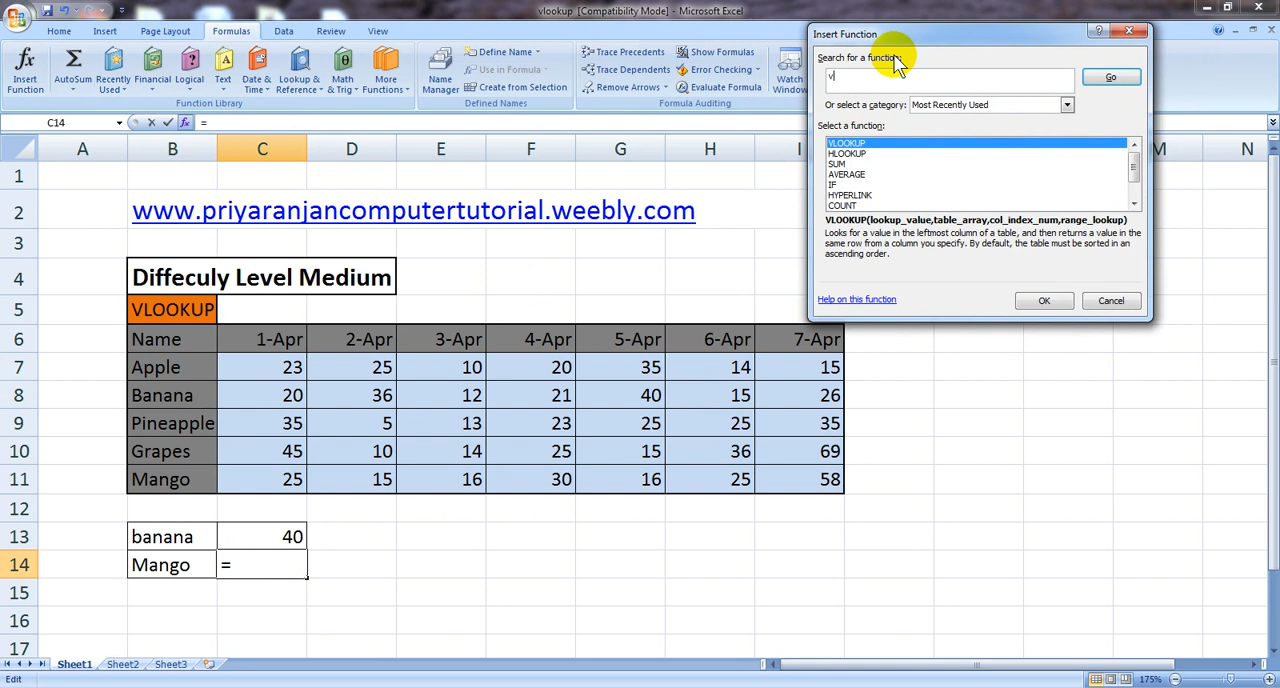 vlookup [Compatibility Mode] - Microsoft Excel
Home Insert Page Layout Formulas Data Review View
Insert Function
AutoSum
Recently Used
Financial
Logical
Text
Date & Time
Lookup & Reference
Math & Trig
More Functions
Function Library
Name Manager
Define Name
Use in Formula
Create from Selection
Defined Names
Trace Precedents
Trace Dependents
Remove Arrows
Show Formulas
Error Checking
Evaluate Formula
Formula Auditing
Watch Window
C14 fx =
A B C D E F G H I M N
1
2 www.priyaranjancomputertutorial.weebly.com
3
4 Diffeculy Level Medium
5 VLOOKUP
6 Name 1-Apr 2-Apr 3-Apr 4-Apr 5-Apr 6-Apr 7-Apr
7 Apple 23 25 10 20 35 14 15
8 Banana 20 36 12 21 40 15 26
9 Pineapple 35 5 13 23 25 25 35
10 Grapes 45 10 14 25 15 36 69
11 Mango 25 15 16 30 16 25 58
12
13 banana 40
14 Mango =
15
16
17
Insert Function
Search for a function:
v
Go
Or select a category: Most Recently Used
Select a function:
VLOOKUP
HLOOKUP
SUM
AVERAGE
IF
HYPERLINK
COUNT
VLOOKUP(lookup_value,table_array,col_index_num,range_lookup)
Looks for a value in the leftmost column of a table, and then returns a value in the
same row from a column you specify. By default, the table must be sorted in an
ascending order.
Help on this function
OK Cancel
Sheet1 Sheet2 Sheet3
Edit 175%